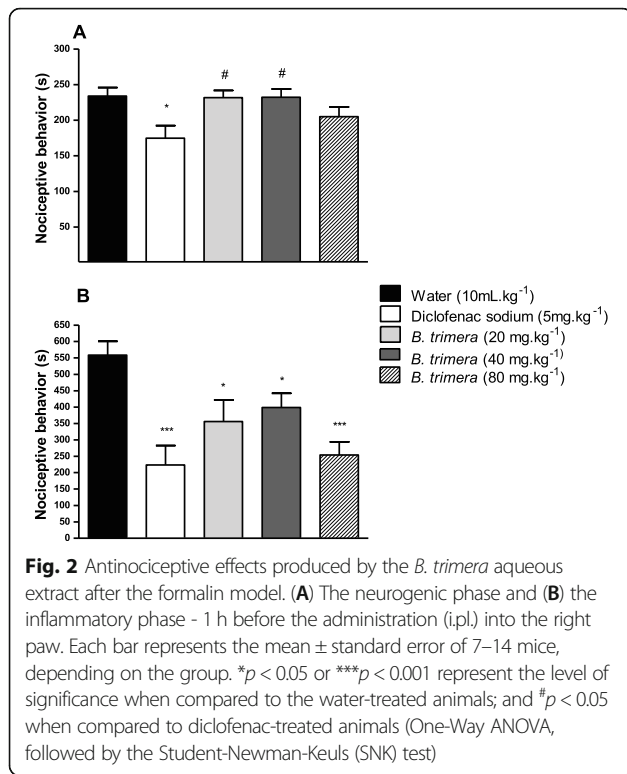 A
300
250
200
150
100
50
Nociceptive behavior (s)
*
#
#
B
650
600
550
500
450
400
350
300
250
200
150
100
50
0
Nociceptive behavior (s)
***
*
*
***
Water (10mL.kg-1)
Diclofenac sodium (5mg.kg-1)
B. trimera (20 mg.kg-1)
B. trimera (40 mg.kg-1)
B. trimera (80 mg.kg-1)
Fig. 2 Antinociceptive effects produced by the B. trimera aqueous
extract after the formalin model. (A) The neurogenic phase and (B) the
inflammatory phase - 1 h before the administration (i.pl.) into the right
paw. Each bar represents the mean ± standard error of 7–14 mice,
depending on the group. *p < 0.05 or ***p < 0.001 represent the level of
significance when compared to the water-treated animals; and #p < 0.05
when compared to diclofenac-treated animals (One-Way ANOVA,
followed by the Student-Newman-Keuls (SNK) test)